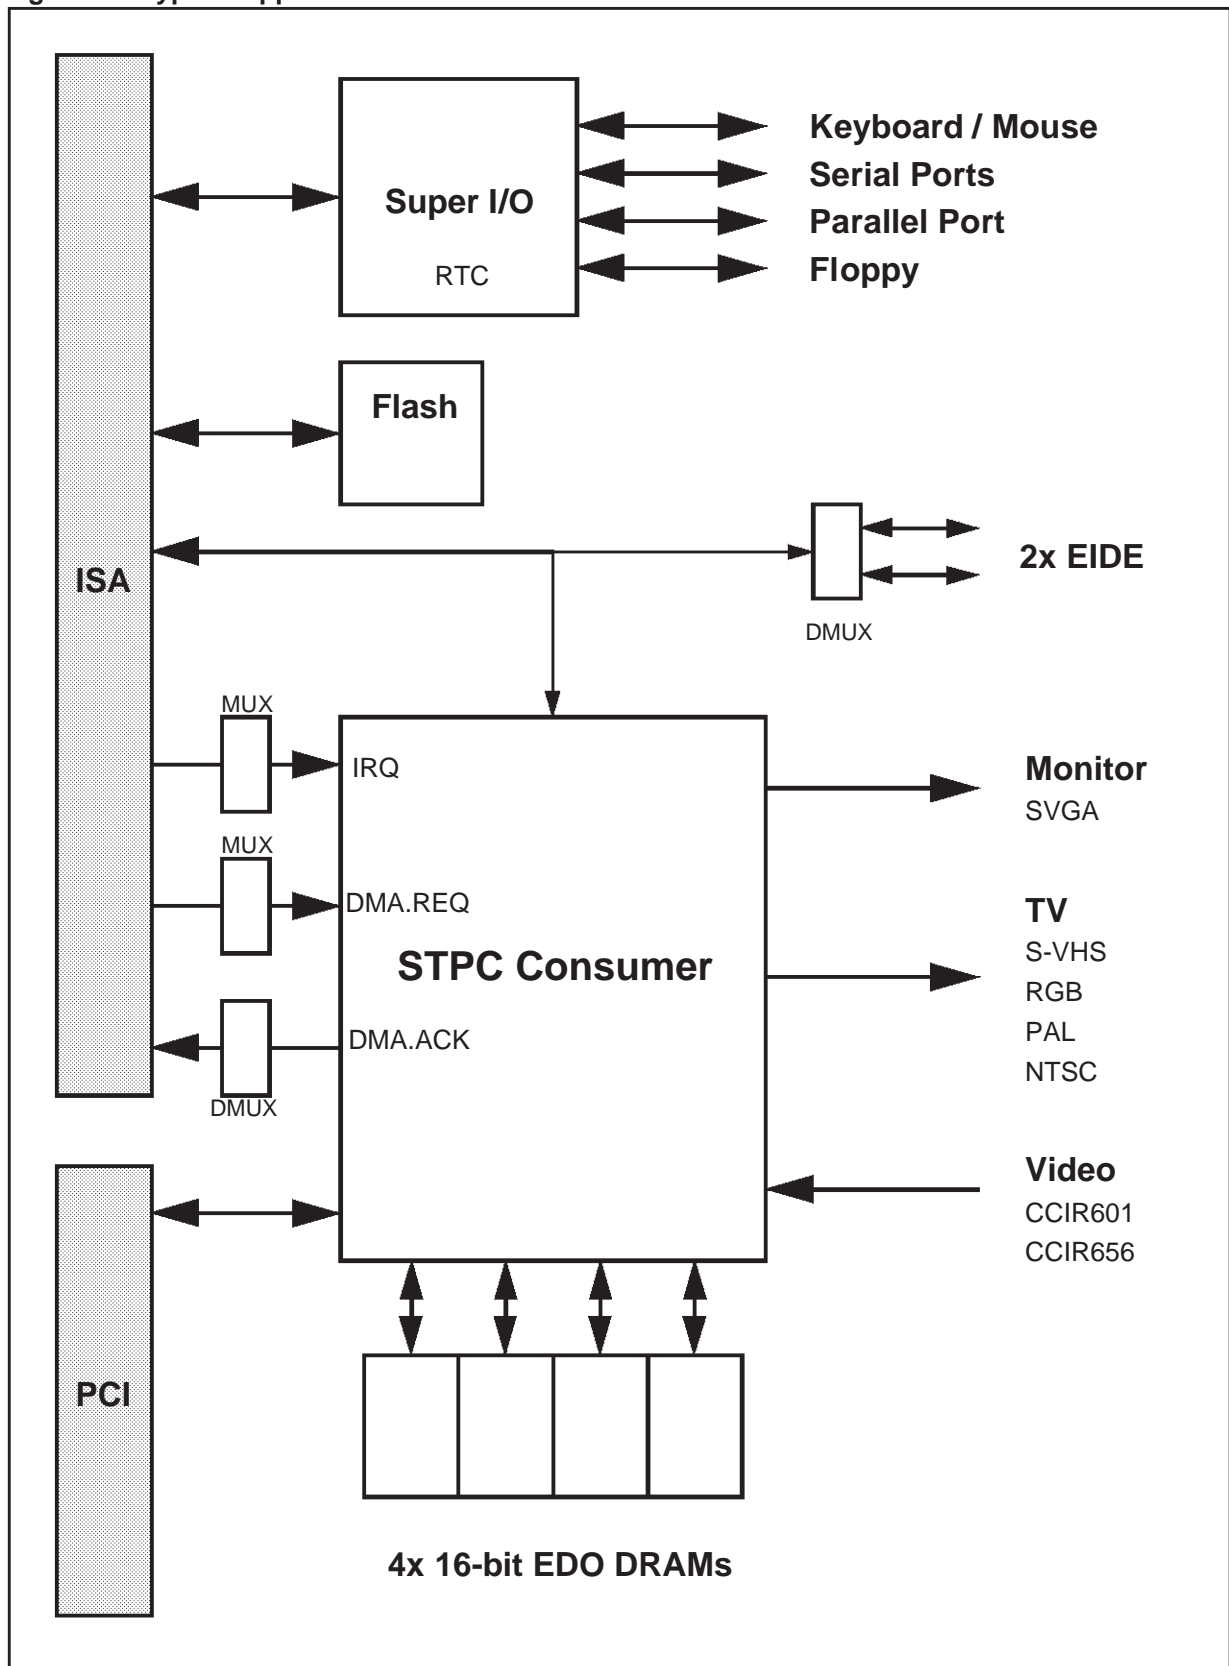 Keyboard / Mouse
Serial Ports
Super I/O
Parallel Port
RTC
Floppy
Flash
ISA
2x EIDE
DMUX
MUX
IRQ
Monitor
SVGA
MUX
DMA.REQ
TV
STPC Consumer
S-VHS
RGB
DMA.ACK
PAL
NTSC
DMUX
Video
CCIR601
CCIR656
PCI
4x 16-bit EDO DRAMs